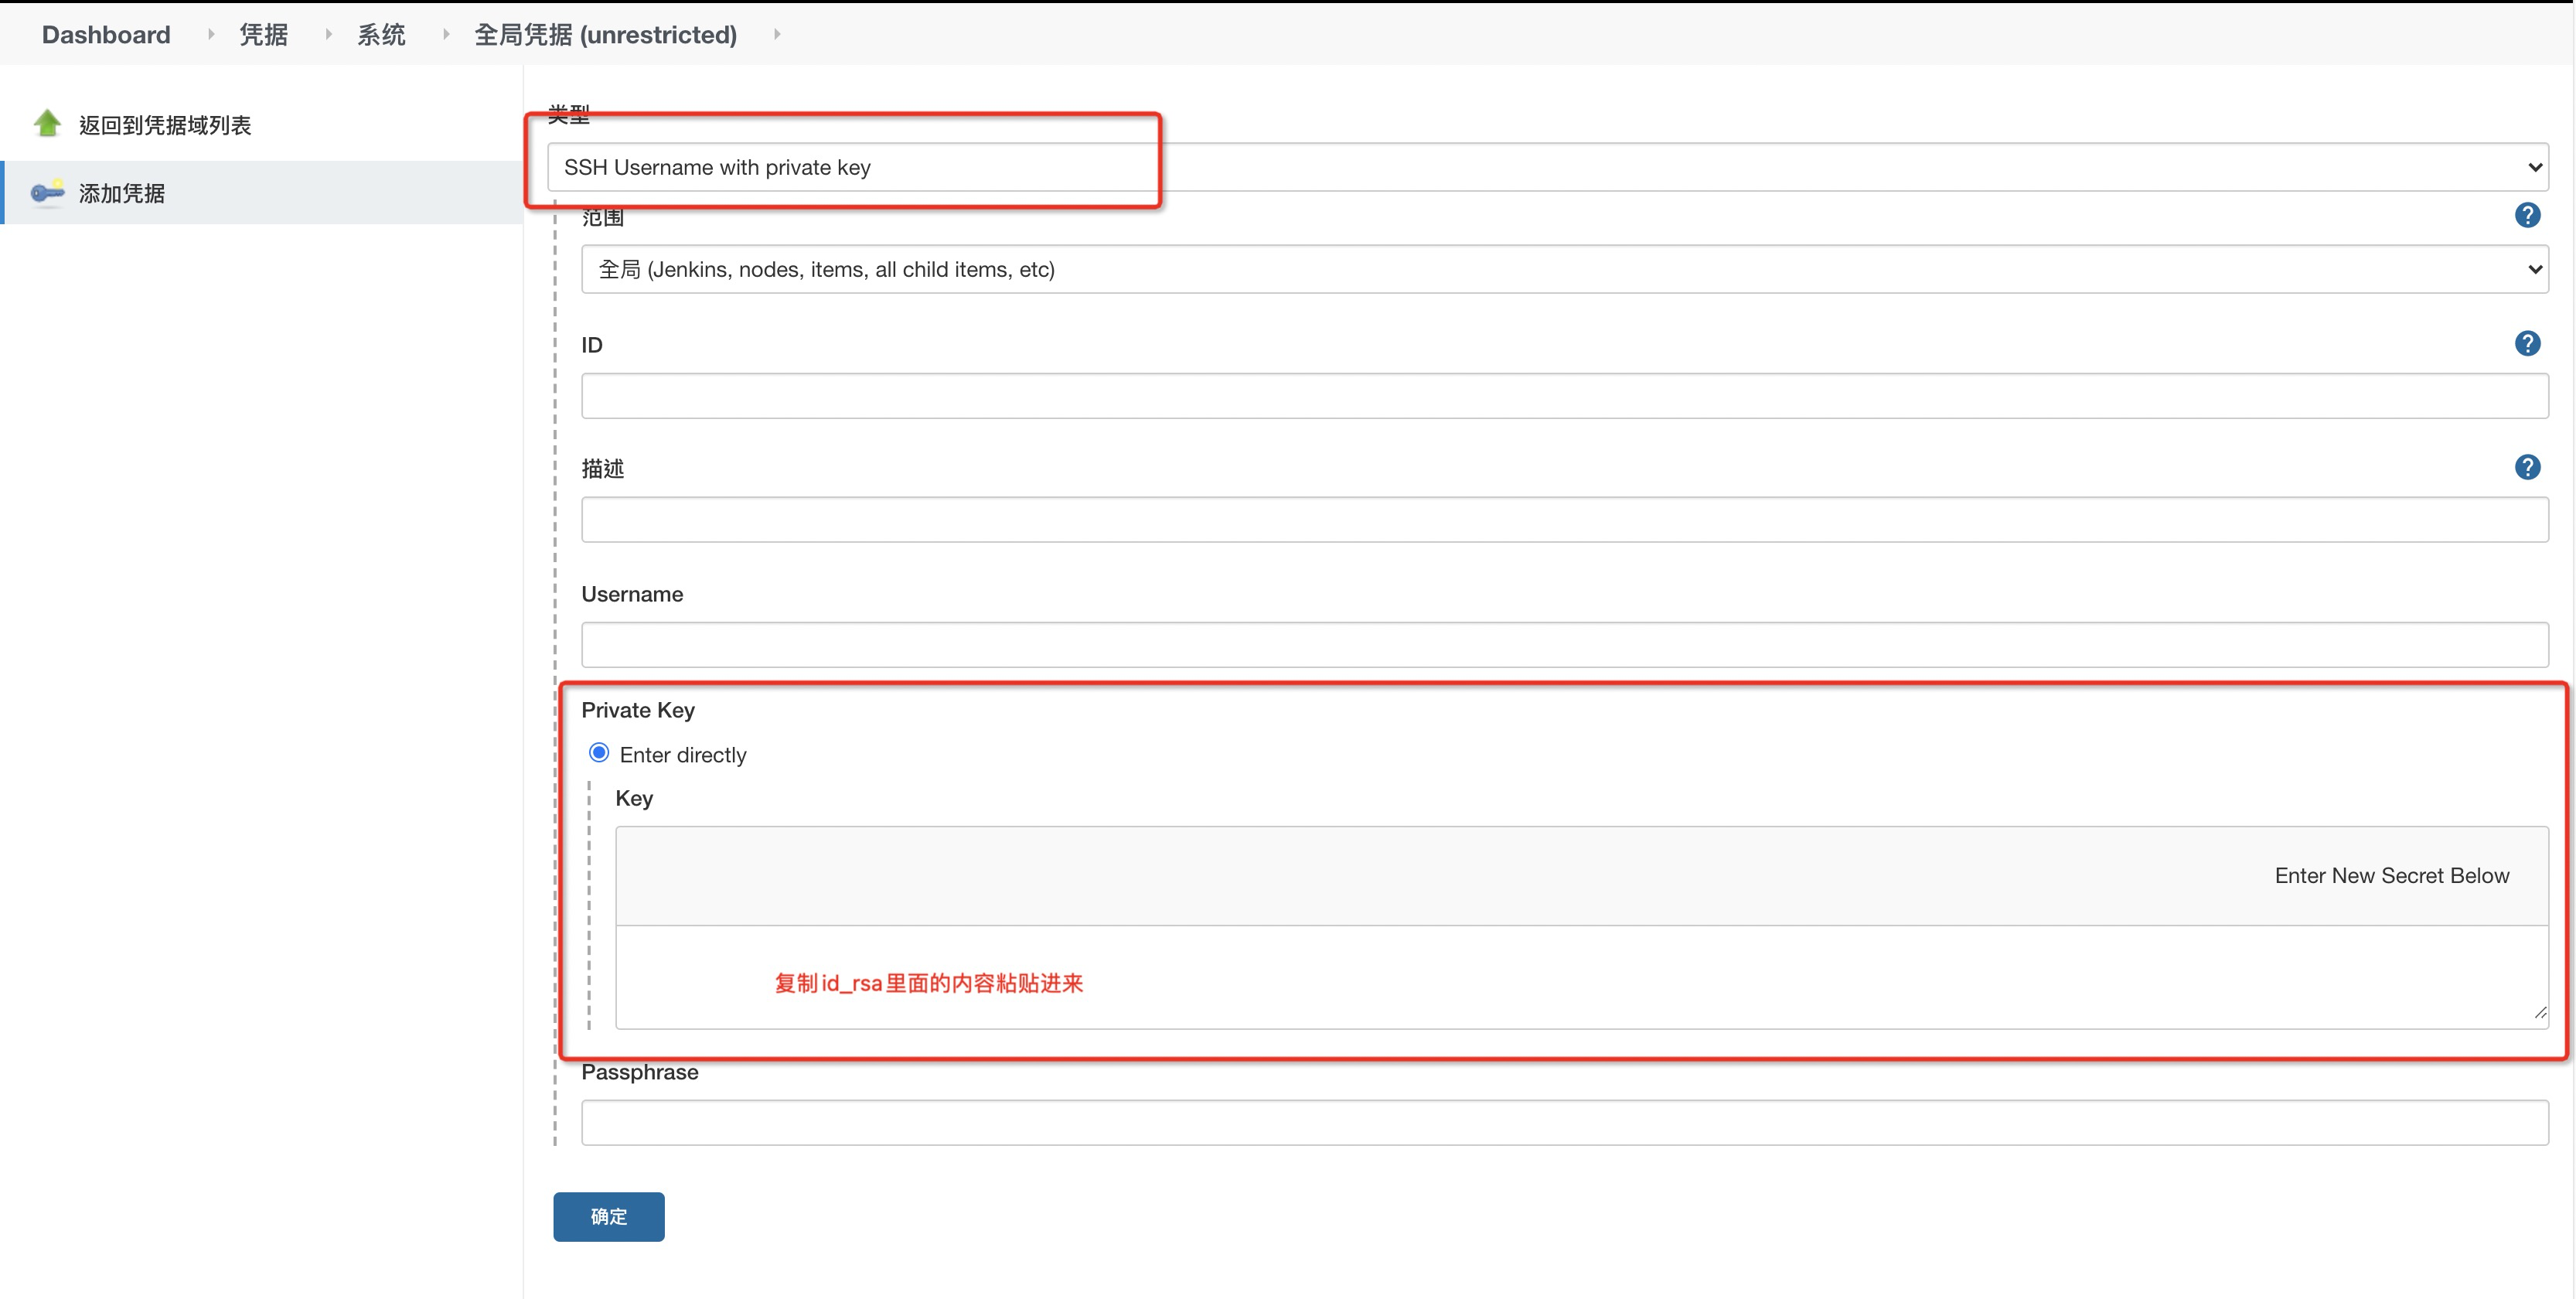 Dashboard 凭据 系统 全局凭据 (unrestricted)
返回到凭据域列表
添加凭据
类型
SSH Username with private key
范围
?
全局 (Jenkins, nodes, items, all child items, etc)
ID
?
描述
?
Username
Private Key
Enter directly
Key
Enter New Secret Below
复制id_rsa里面的内容粘贴进来
Passphrase
确定